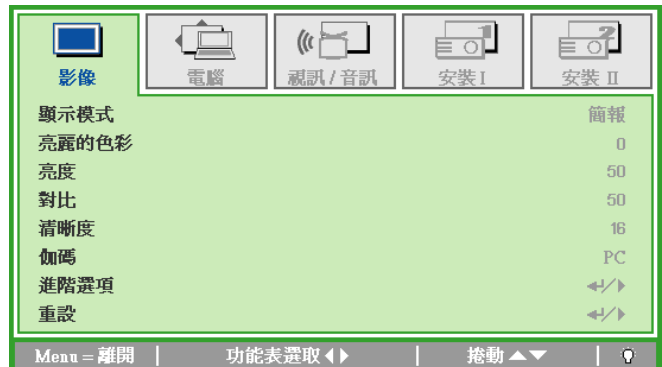 影像 電腦 視訊 / 音訊 安裝 I 安裝 II
顯示模式 簡報
亮麗的色彩 0
亮度 50
對比 50
清晰度 16
伽碼 PC
進階選項
重設
Menu = 離開 功能表選取 捲動